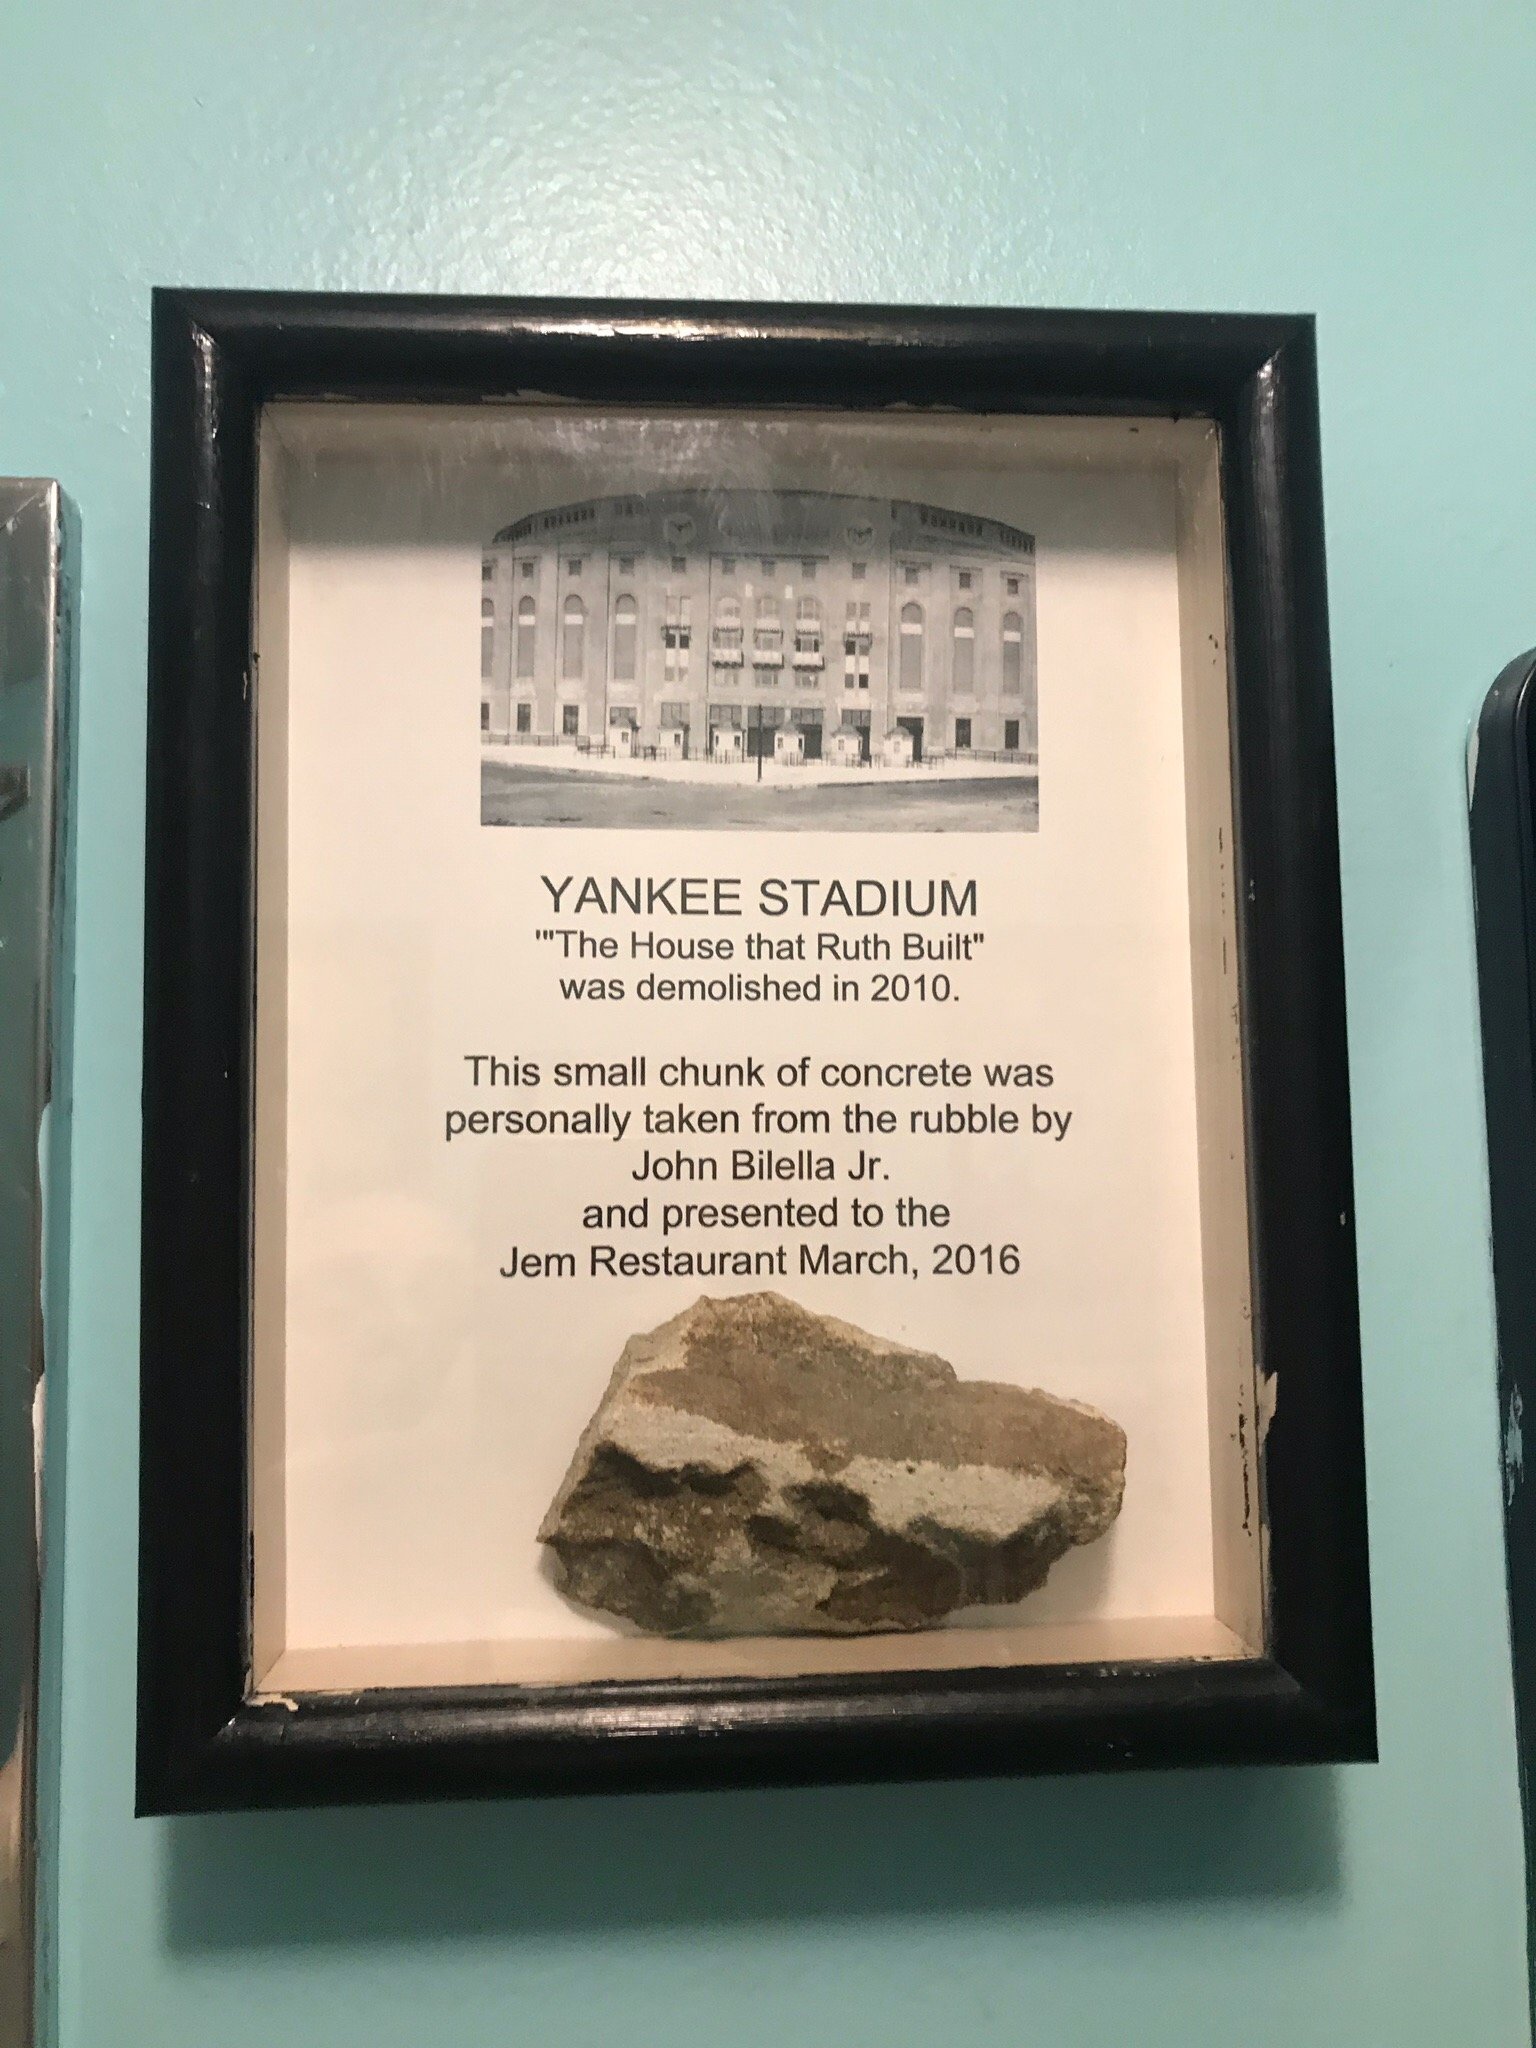 YANKEE STADIUM
'"The House that Ruth Built"
was demolished in 2010.
This small chunk of concrete was
personally taken from the rubble by
John Bilella Jr.
and presented to the
Jem Restaurant March, 2016